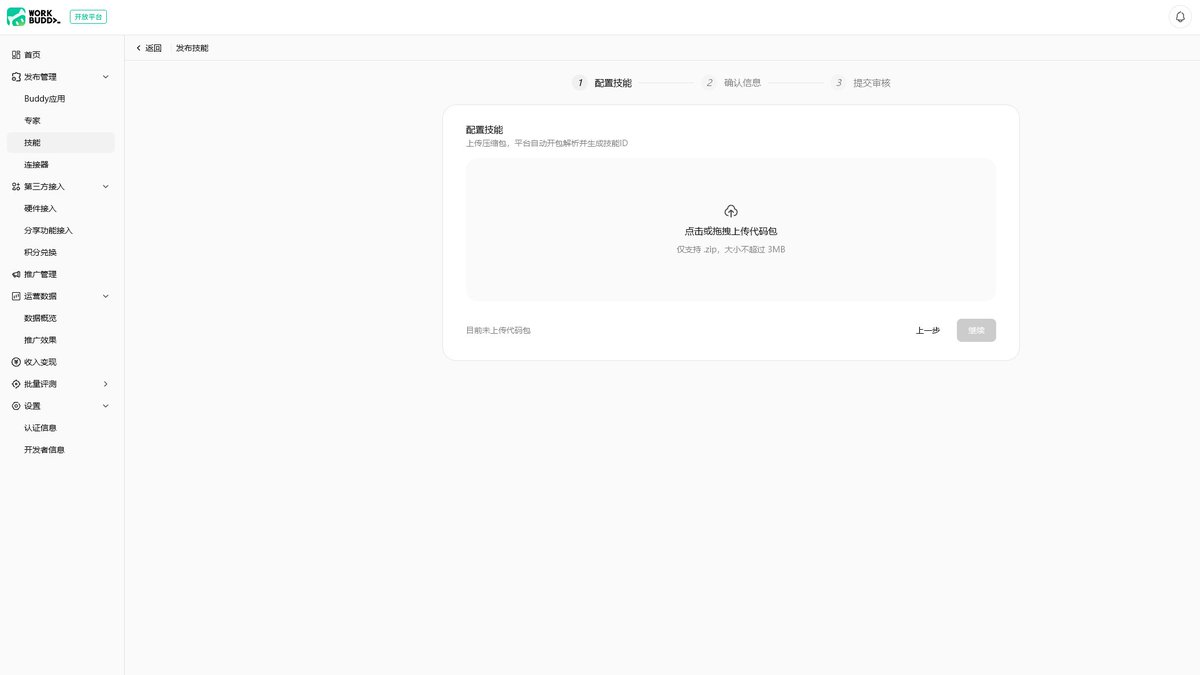 WORK
BUDD>_
开放平台
首页
发布管理
Buddy应用
专家
技能
连接器
第三方接入
硬件接入
分享功能接入
积分兑换
推广管理
运营数据
数据概览
推广效果
收入变现
批量评测
设置
认证信息
开发者信息
返回
发布技能
1 配置技能
2 确认信息
3 提交审核
配置技能
上传压缩包，平台自动开包解析并生成技能ID
点击或拖拽上传代码包
仅支持 .zip，大小不超过 3MB
目前未上传代码包
上一步
继续